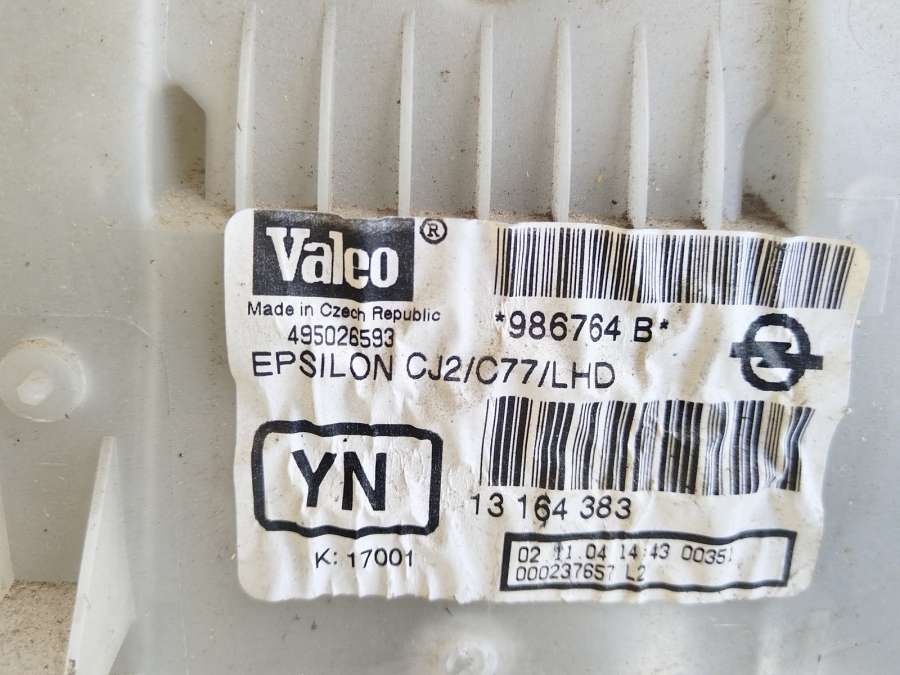 Valeo ®
Made in Czech Republic
495026593
*986764 B*
EPSILON CJ2/C77/LHD
YN
13 164 383
K: 17001
02 11.04 14:43 00351
000237657 L2